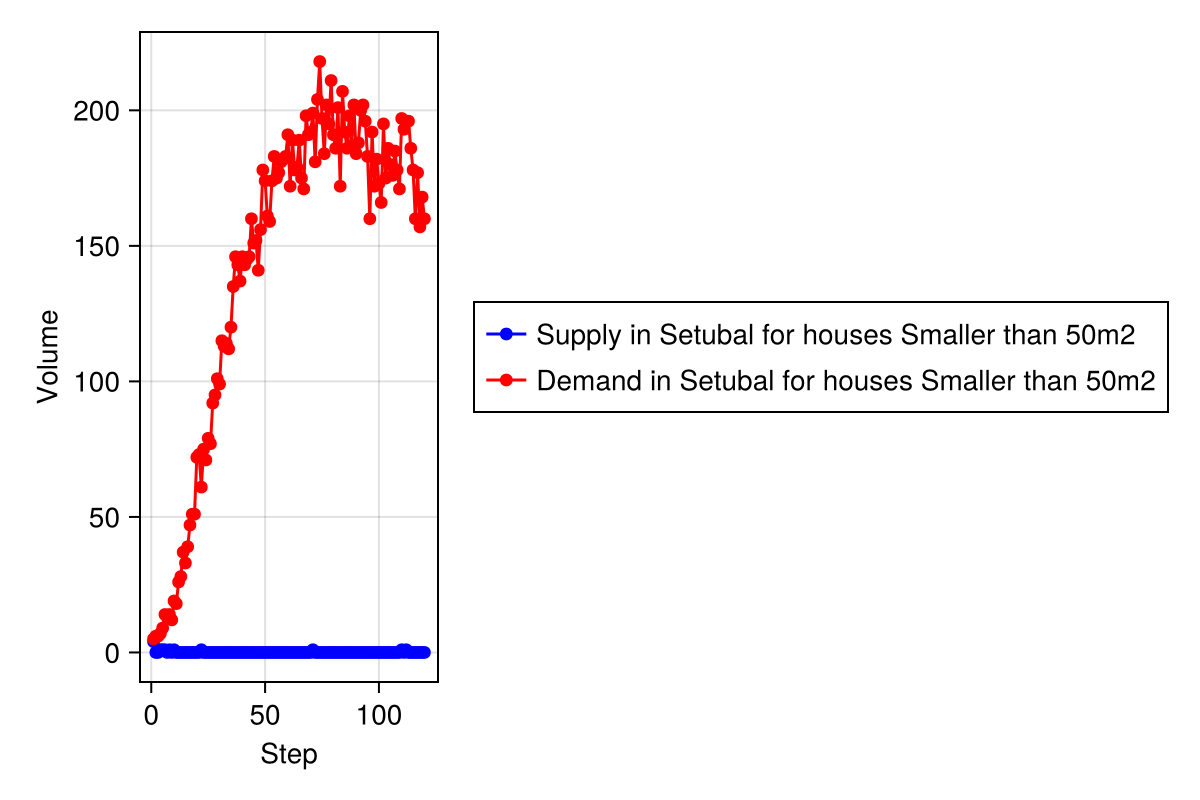 200
150
100
50
0
Volume
0 50 100
Step
Supply in Setubal for houses Smaller than 50m2
Demand in Setubal for houses Smaller than 50m2